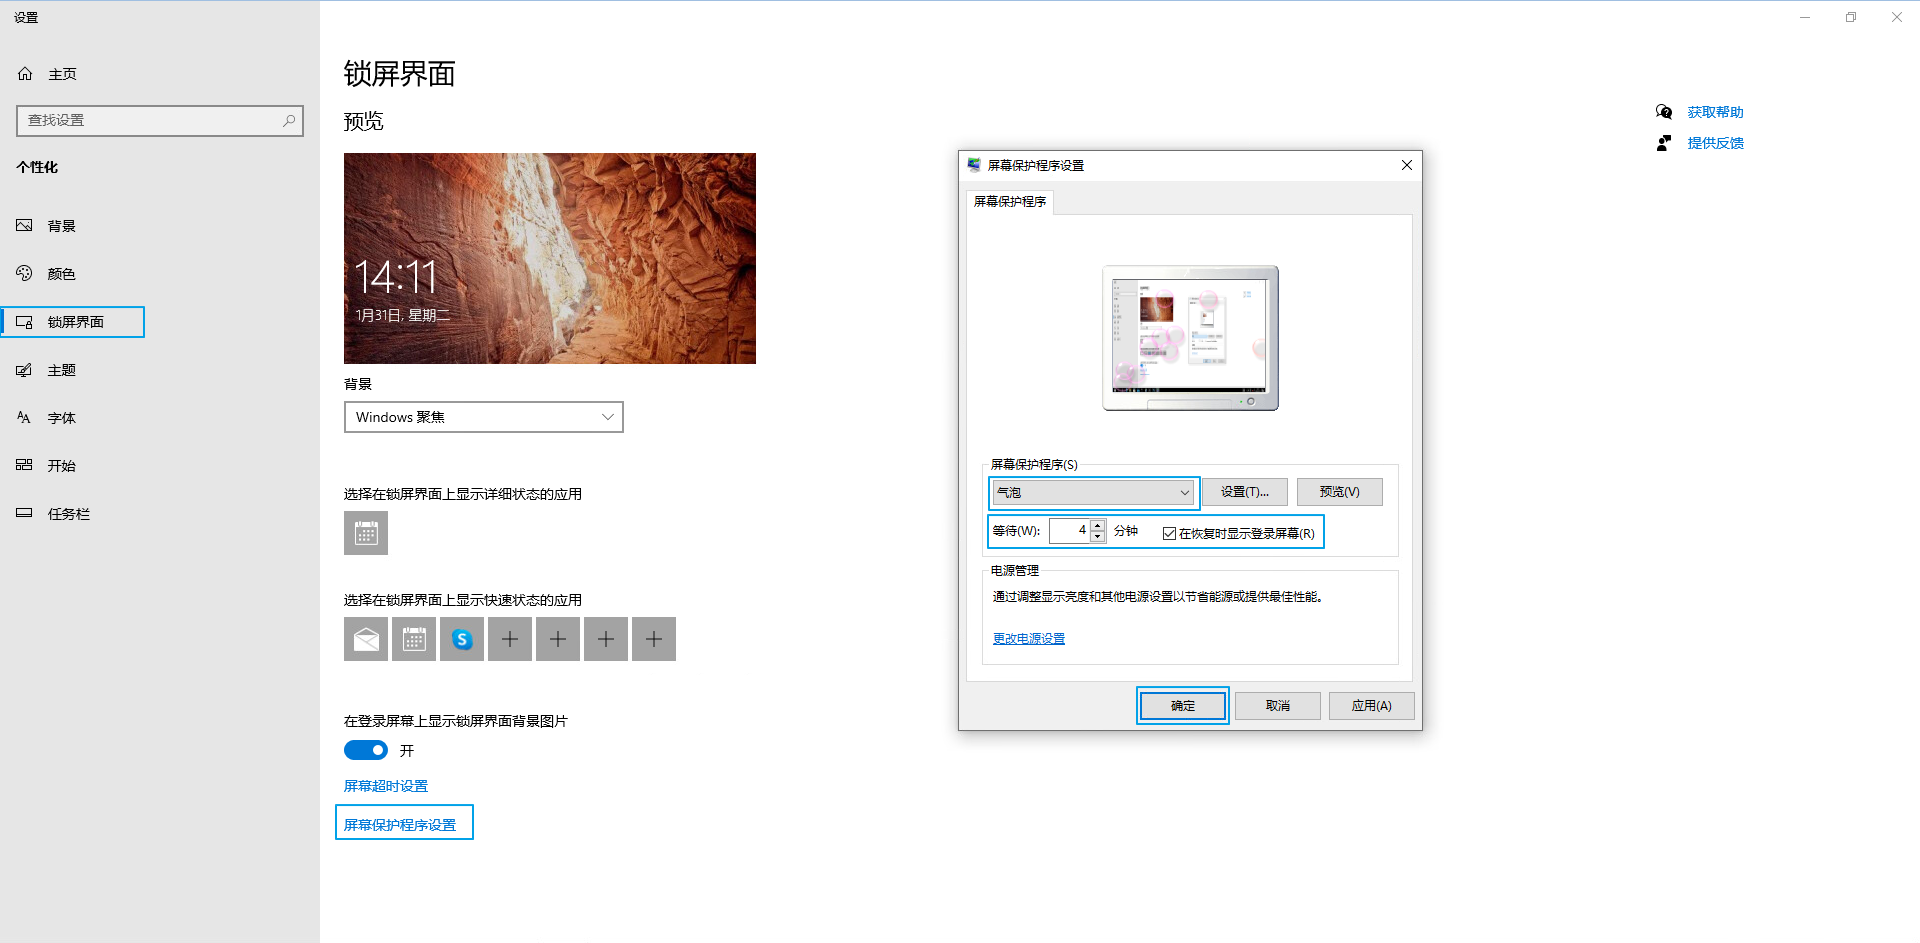 设置
主页
查找设置
个性化
背景
颜色
锁屏界面
主题
字体
开始
任务栏
锁屏界面
预览
14:11
1月31日, 星期二
背景
Windows 聚焦
选择在锁屏界面上显示详细状态的应用
选择在锁屏界面上显示快速状态的应用
S
在登录屏幕上显示锁屏界面背景图片
开
屏幕超时设置
屏幕保护程序设置
获取帮助
提供反馈
屏幕保护程序设置
屏幕保护程序
屏幕保护程序(S)
气泡
设置(T)...
预览(V)
等待(W): 4 分钟 在恢复时显示登录屏幕(R)
电源管理
通过调整显示亮度和其他电源设置以节省能源或提供最佳性能。
更改电源设置
确定 取消 应用(A)